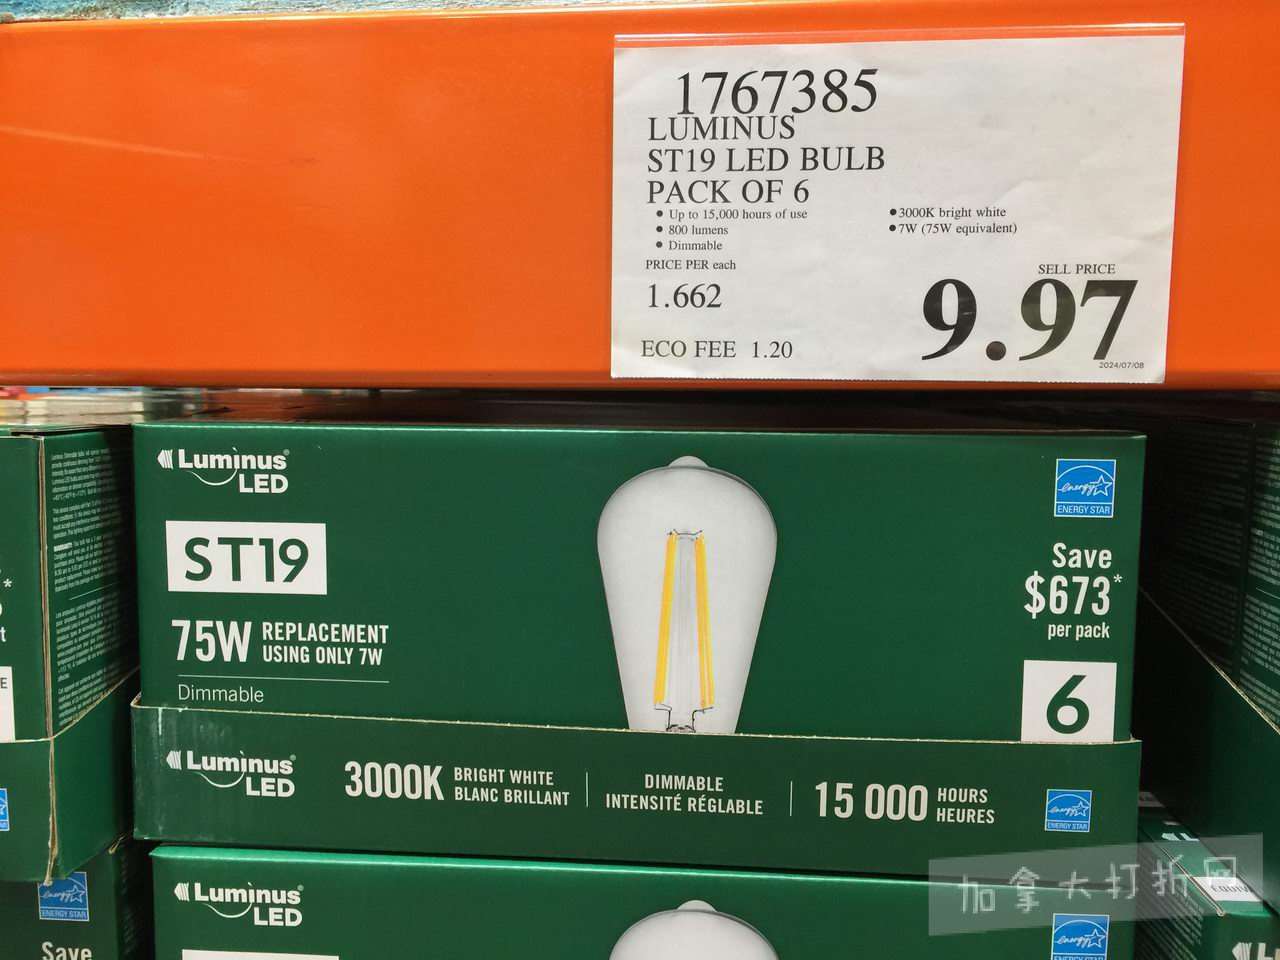 1767385
LUMINUS
ST19 LED BULB
PACK OF 6
• Up to 15,000 hours of use
• 800 lumens
• Dimmable
• 3000K bright white
• 7W (75W equivalent)
PRICE PER each
1.662
SELL PRICE
9.97
ECO FEE 1.20
2024/07/08
Luminus®
LED
ST19
75W REPLACEMENT
USING ONLY 7W
Dimmable
ENERGY STAR
Save
$673*
per pack
6
Luminus®
LED
3000K BRIGHT WHITE
BLANC BRILLANT
DIMMABLE
INTENSITÉ RÉGLABLE
15 000 HOURS
HEURES
ENERGY STAR
加拿大打折网
Luminus®
LED
ENERGY STAR
Save
ENERGY STAR